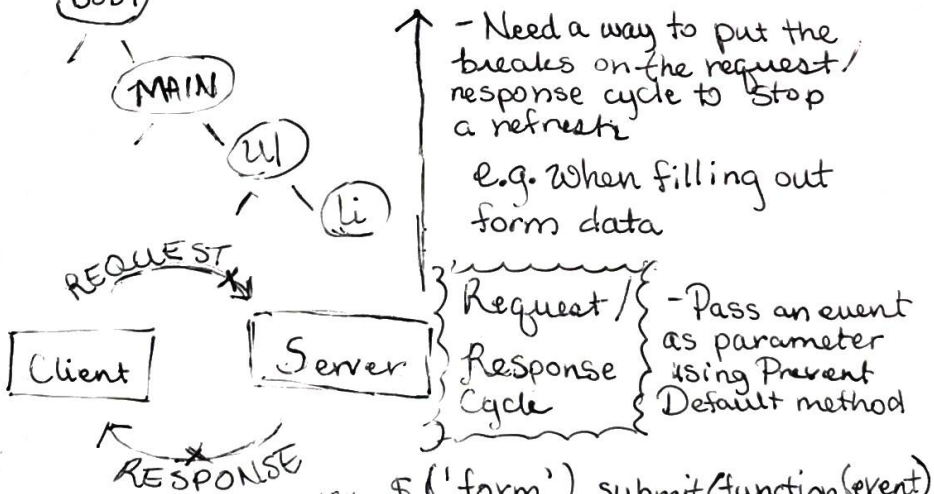 BODY
MAIN
ul
li
- Need a way to put the
breaks on the request/
response cycle to stop
a refresh
e.g. when filling out
form data
REQUEST
Client
Server
RESPONSE
Request/
Response
Cycle
- Pass an event
as parameter
using Prevent
Default method
$('form').submit(function(event)